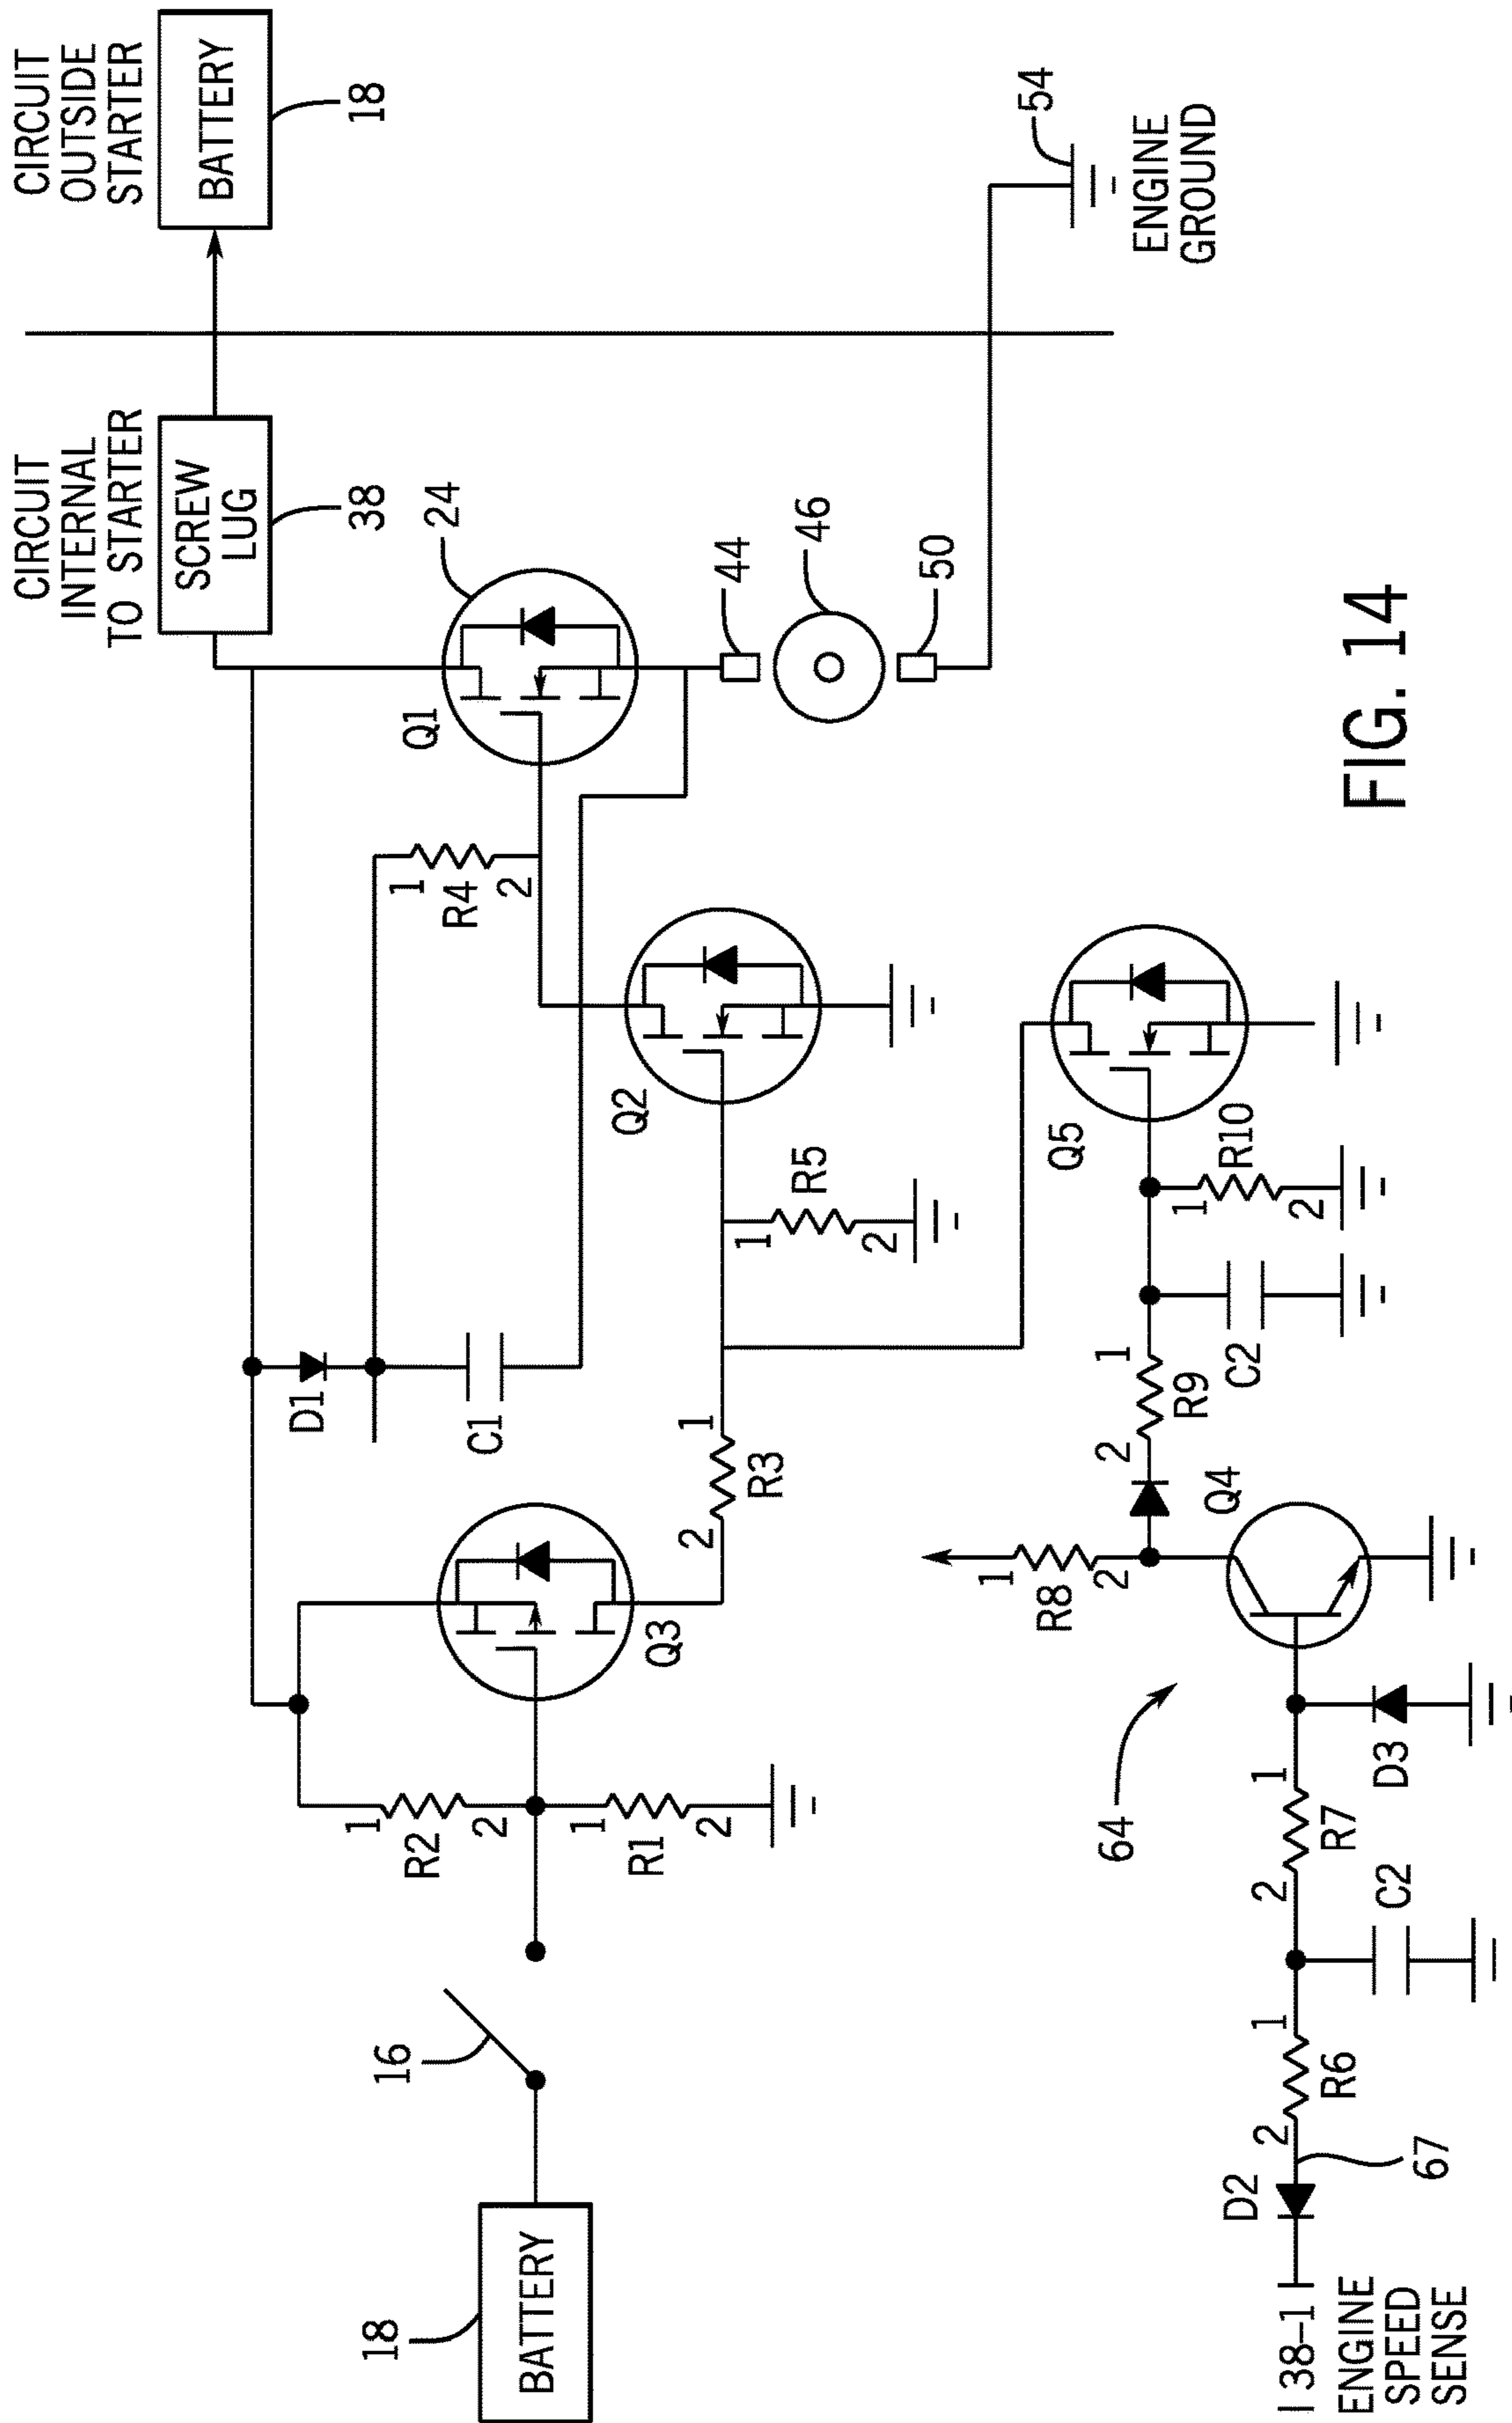 CIRCUIT
INTERNAL
TO STARTER
CIRCUIT
OUTSIDE
STARTER
SCREW
LUG
38
BATTERY
18
D1
C1
1
R4
2
Q1
24
44
46
50
54
ENGINE
GROUND
18
BATTERY
16
1
R2
2
1
R1
2
Q3
2
1
R3
1
R5
2
Q2
Q5
64
1
R8
2
Q4
2
1
R9
C2
1
R10
2
I 38-1
ENGINE
SPEED
SENSE
D2
67
2
1
R6
C2
2
1
R7
D3
FIG. 14